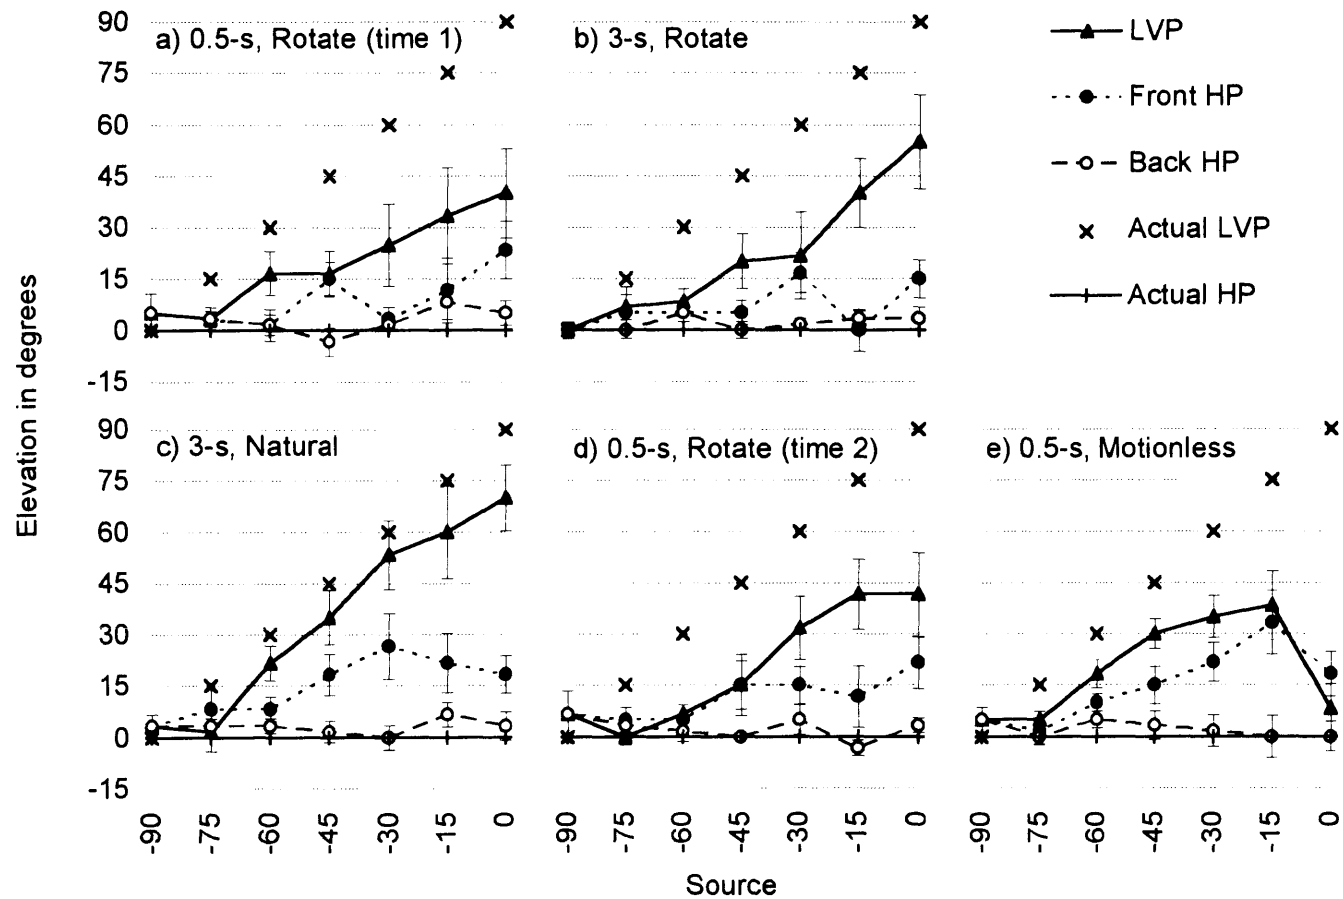 90
75
60
45
30
15
0
-15
a) 0.5-s, Rotate (time 1)
b) 3-s, Rotate
LVP
Front HP
Back HP
Actual LVP
Actual HP
Elevation in degrees
90
75
60
45
30
15
0
-15
c) 3-s, Natural
d) 0.5-s, Rotate (time 2)
e) 0.5-s, Motionless
-90 -75 -60 -45 -30 -15 0
-90 -75 -60 -45 -30 -15 0
-90 -75 -60 -45 -30 -15 0
Source